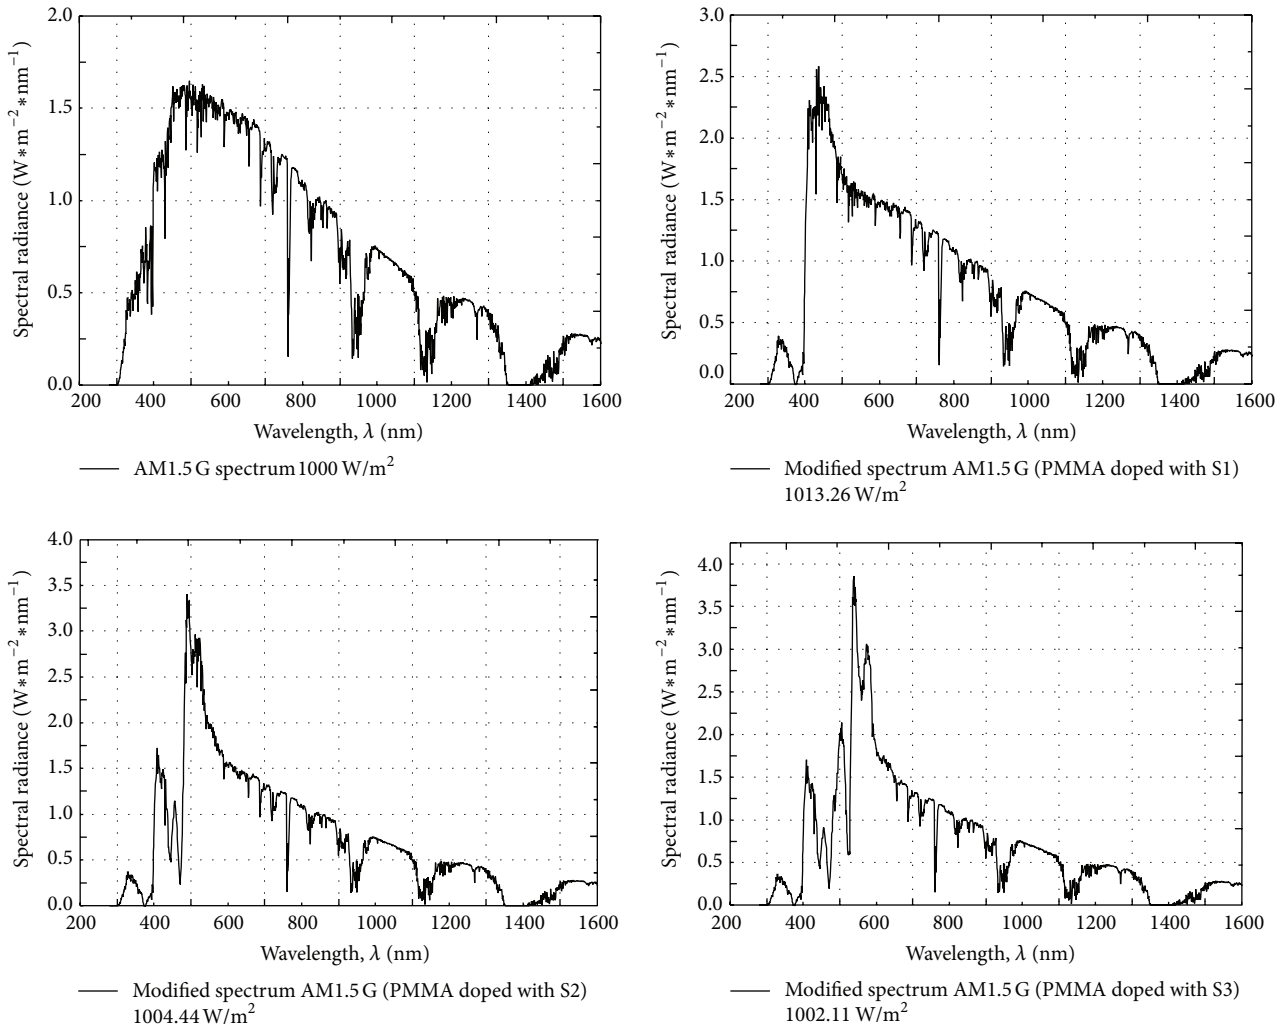 2.0
1.5
1.0
0.5
0.0
200 400 600 800 1000 1200 1400 1600
Spectral radiance (W∗m−2∗nm−1)
Wavelength, λ (nm)
AM1.5 G spectrum 1000 W/m2
3.0
2.5
2.0
1.5
1.0
0.5
0.0
200 400 600 800 1000 1200 1400 1600
Spectral radiance (W∗m−2∗nm−1)
Wavelength, λ (nm)
Modified spectrum AM1.5 G (PMMA doped with S1)
1013.26 W/m2
4.0
3.5
3.0
2.5
2.0
1.5
1.0
0.5
0.0
200 400 600 800 1000 1200 1400 1600
Spectral radiance (W∗m−2∗nm−1)
Wavelength, λ (nm)
Modified spectrum AM1.5 G (PMMA doped with S2)
1004.44 W/m2
4.0
3.5
3.0
2.5
2.0
1.5
1.0
0.5
0.0
200 400 600 800 1000 1200 1400 1600
Spectral radiance (W∗m−2∗nm−1)
Wavelength, λ (nm)
Modified spectrum AM1.5 G (PMMA doped with S3)
1002.11 W/m2